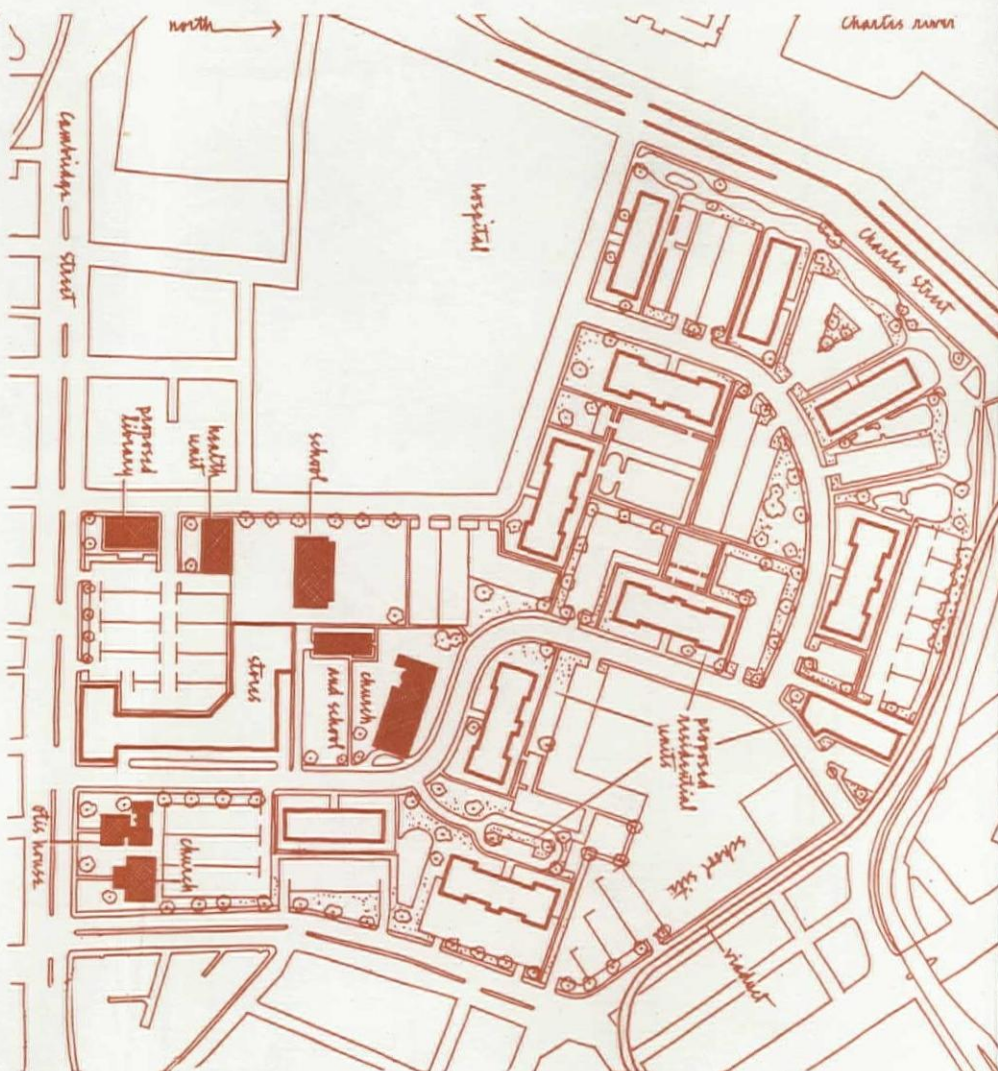 north
Charles river
Cambridge street
hospital
Charles street
proposed
library
health
unit
school
stores
church
and school
proposed
residential
units
school site
otis house
church
viaduct